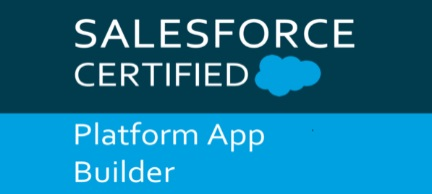 SALESFORCE
CERTIFIED
Platform App
Builder